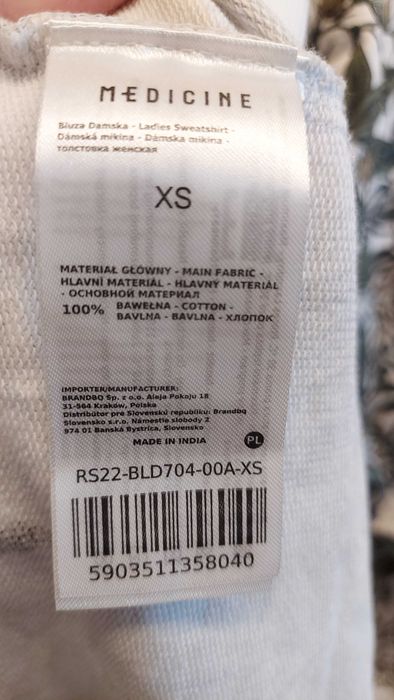 MEDICINE
Bluza Damska - Ladies Sweatshirt -
Dámská mikina - Dámska mikina -
толстовка женская
XS
MATERIAŁ GŁÓWNY - MAIN FABRIC -
HLAVNÍ MATERIÁL - HLAVNÝ MATERIÁL
- ОСНОВНОЙ МАТЕРИАЛ
100% BAWEŁNA - COTTON -
BAVLNA - BAVLNA - ХЛОПОК
IMPORTER/MANUFACTURER:
BRANDBQ Sp. z o.o. Aleja Pokoju 18
31-564 Kraków, Polska
Distribútor pre Slovenskú republiku: Brandbq
Slovensko s.r.o. Námestie slobody 2
974 01 Banská Bystrica, Slovensko
MADE IN INDIA PL
RS22-BLD704-00A-XS
5903511358040